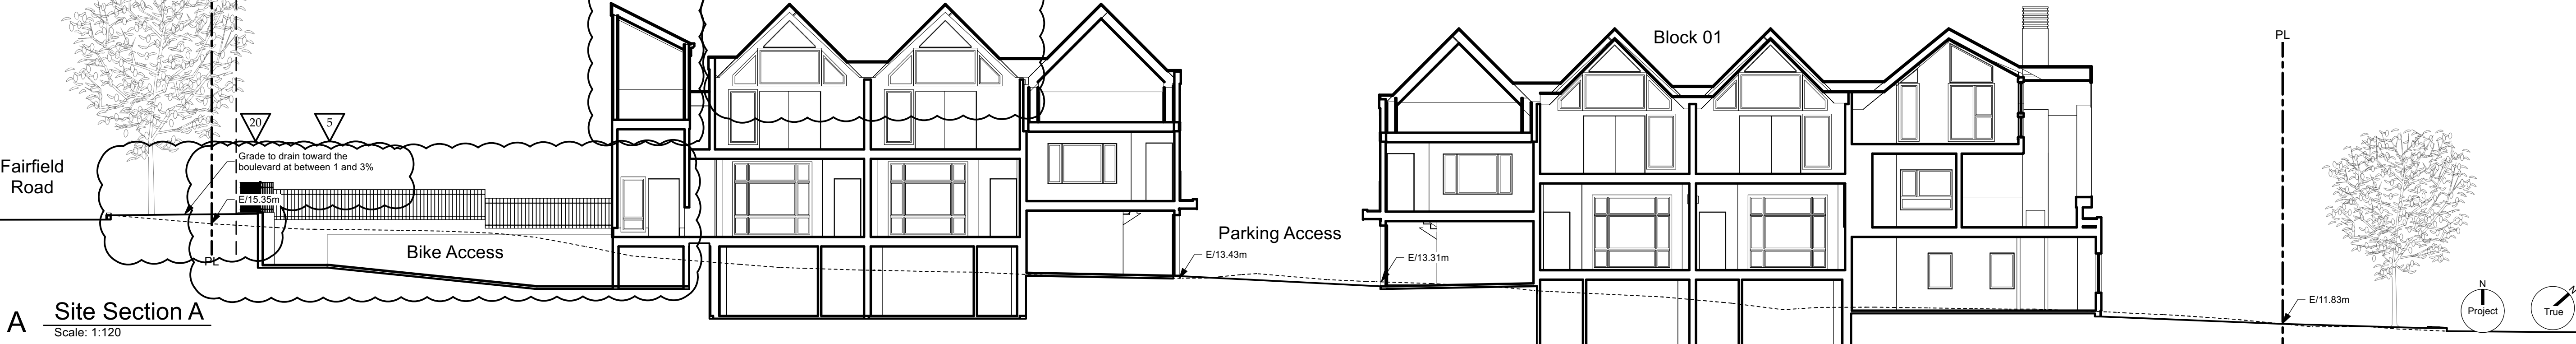 Block 01
PL
20
5
Grade to drain toward the
boulevard at between 1 and 3%
Fairfield
Road
E/15.35m
Bike Access
PL
Parking Access
E/13.43m
E/13.31m
E/11.83m
A
Site Section A
Scale: 1:120
N
Project
N
True